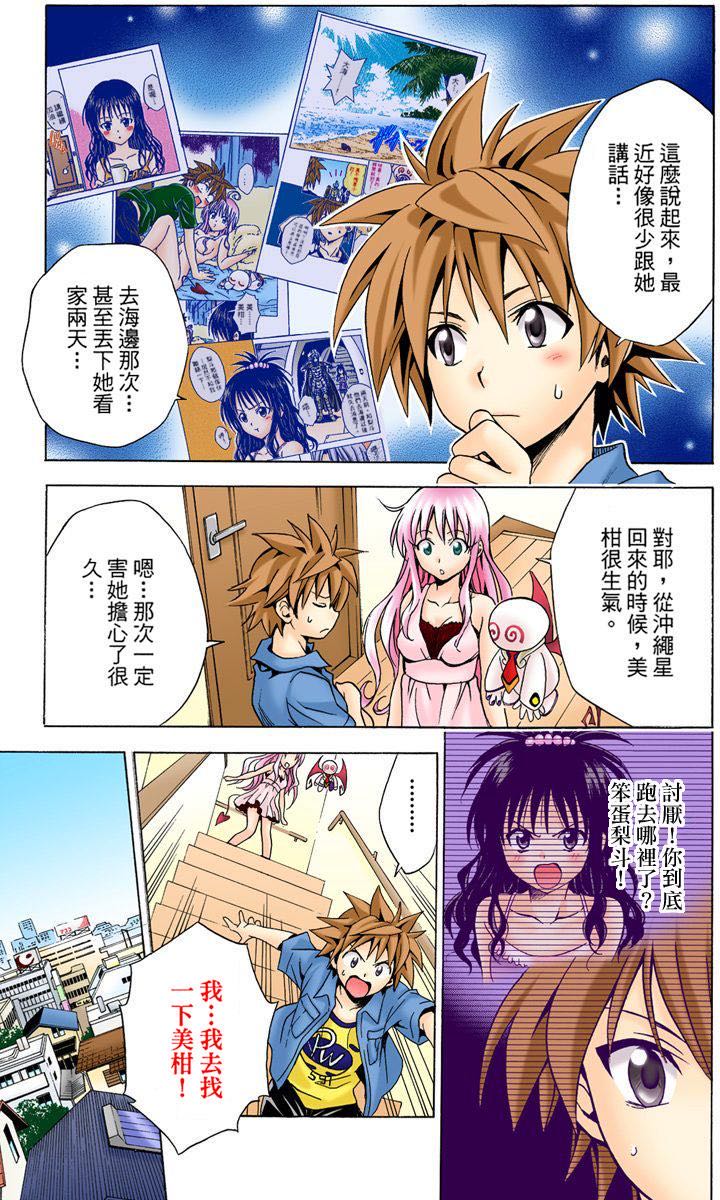 這麼說起來，最
近好像很少跟她
講話…
去海邊那次…
甚至丟下她看
家兩天…
對耶，從沖繩星
回來的時候，美
柑很生氣。
嗯…那次一定
害她擔心了很
久…
討厭！你到底
跑去哪裡了？
笨蛋梨斗！
………
我…我去找
一下美柑！